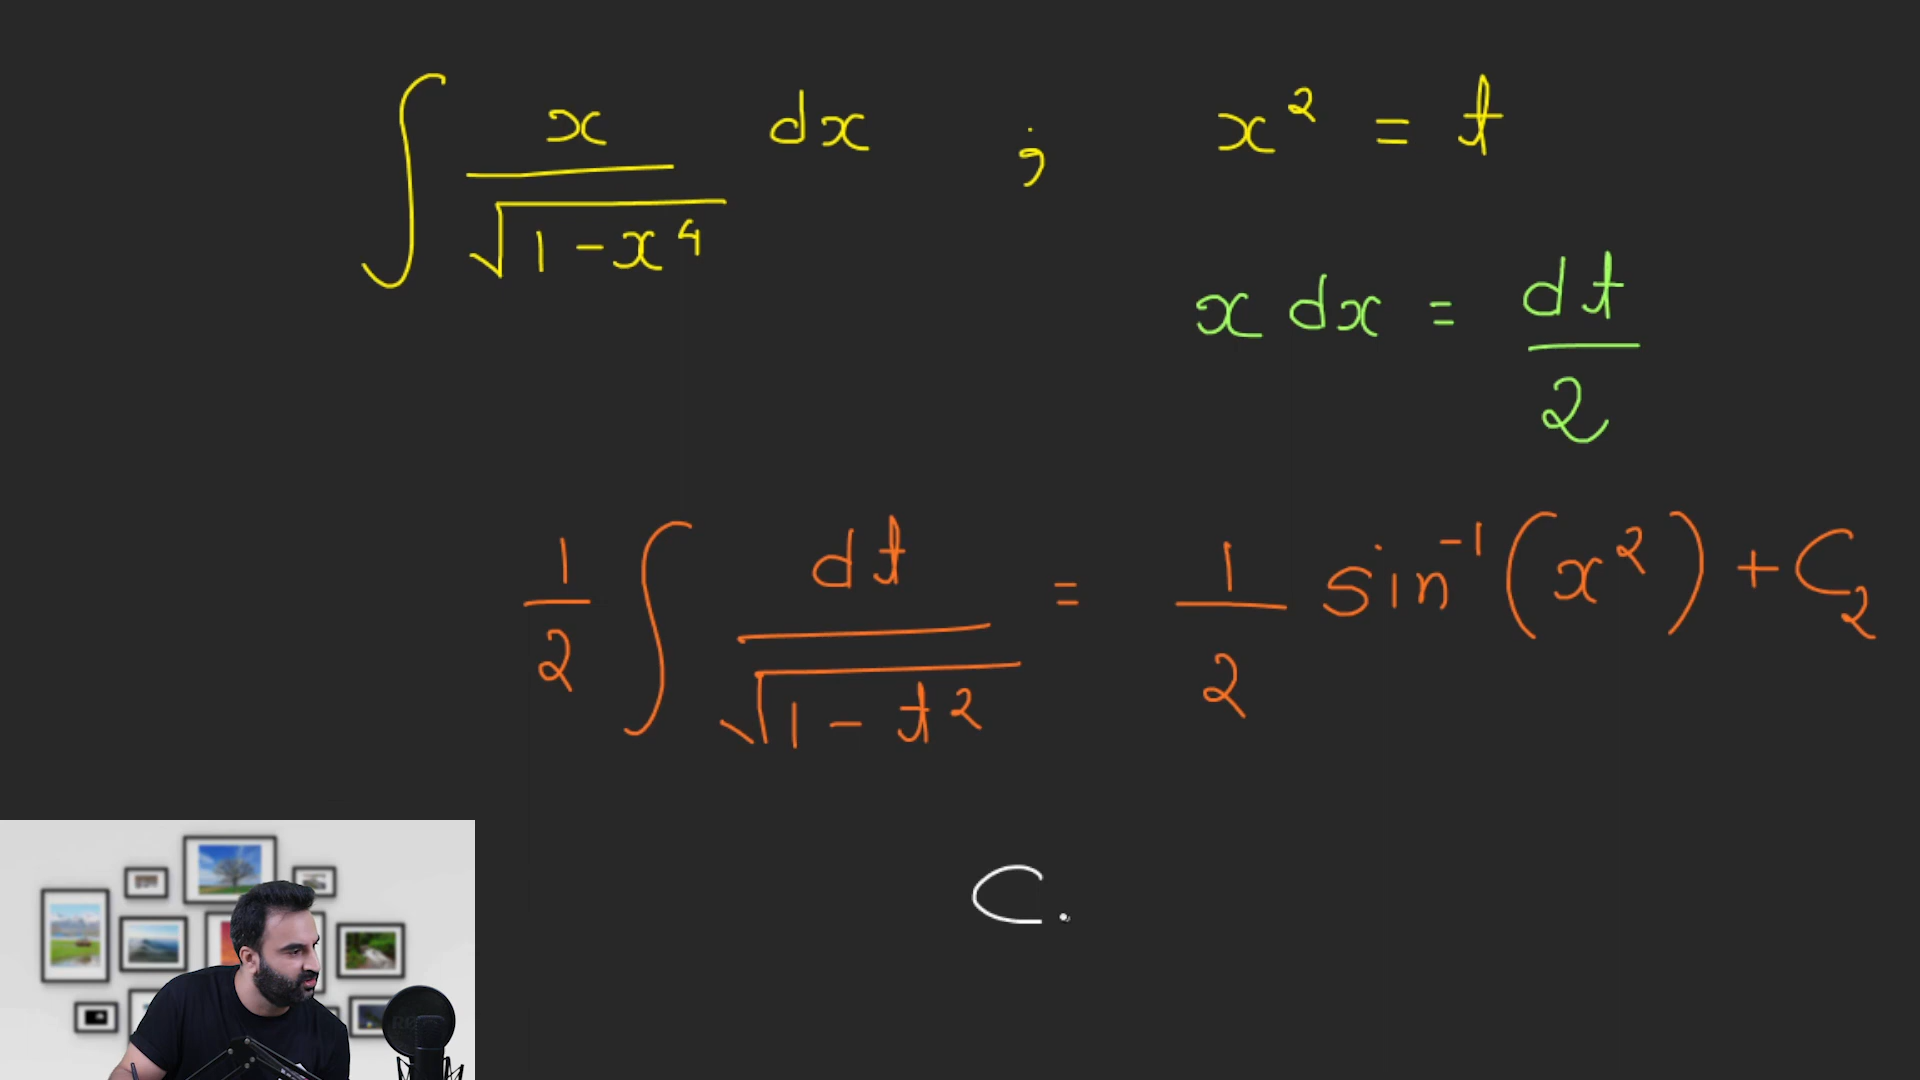 ∫ x/√(1-x⁴) dx ; x² = t
x dx = dt/2
1/2 ∫ dt/√(1-t²) = 1/2 sin⁻¹(x²) + C₂
C.